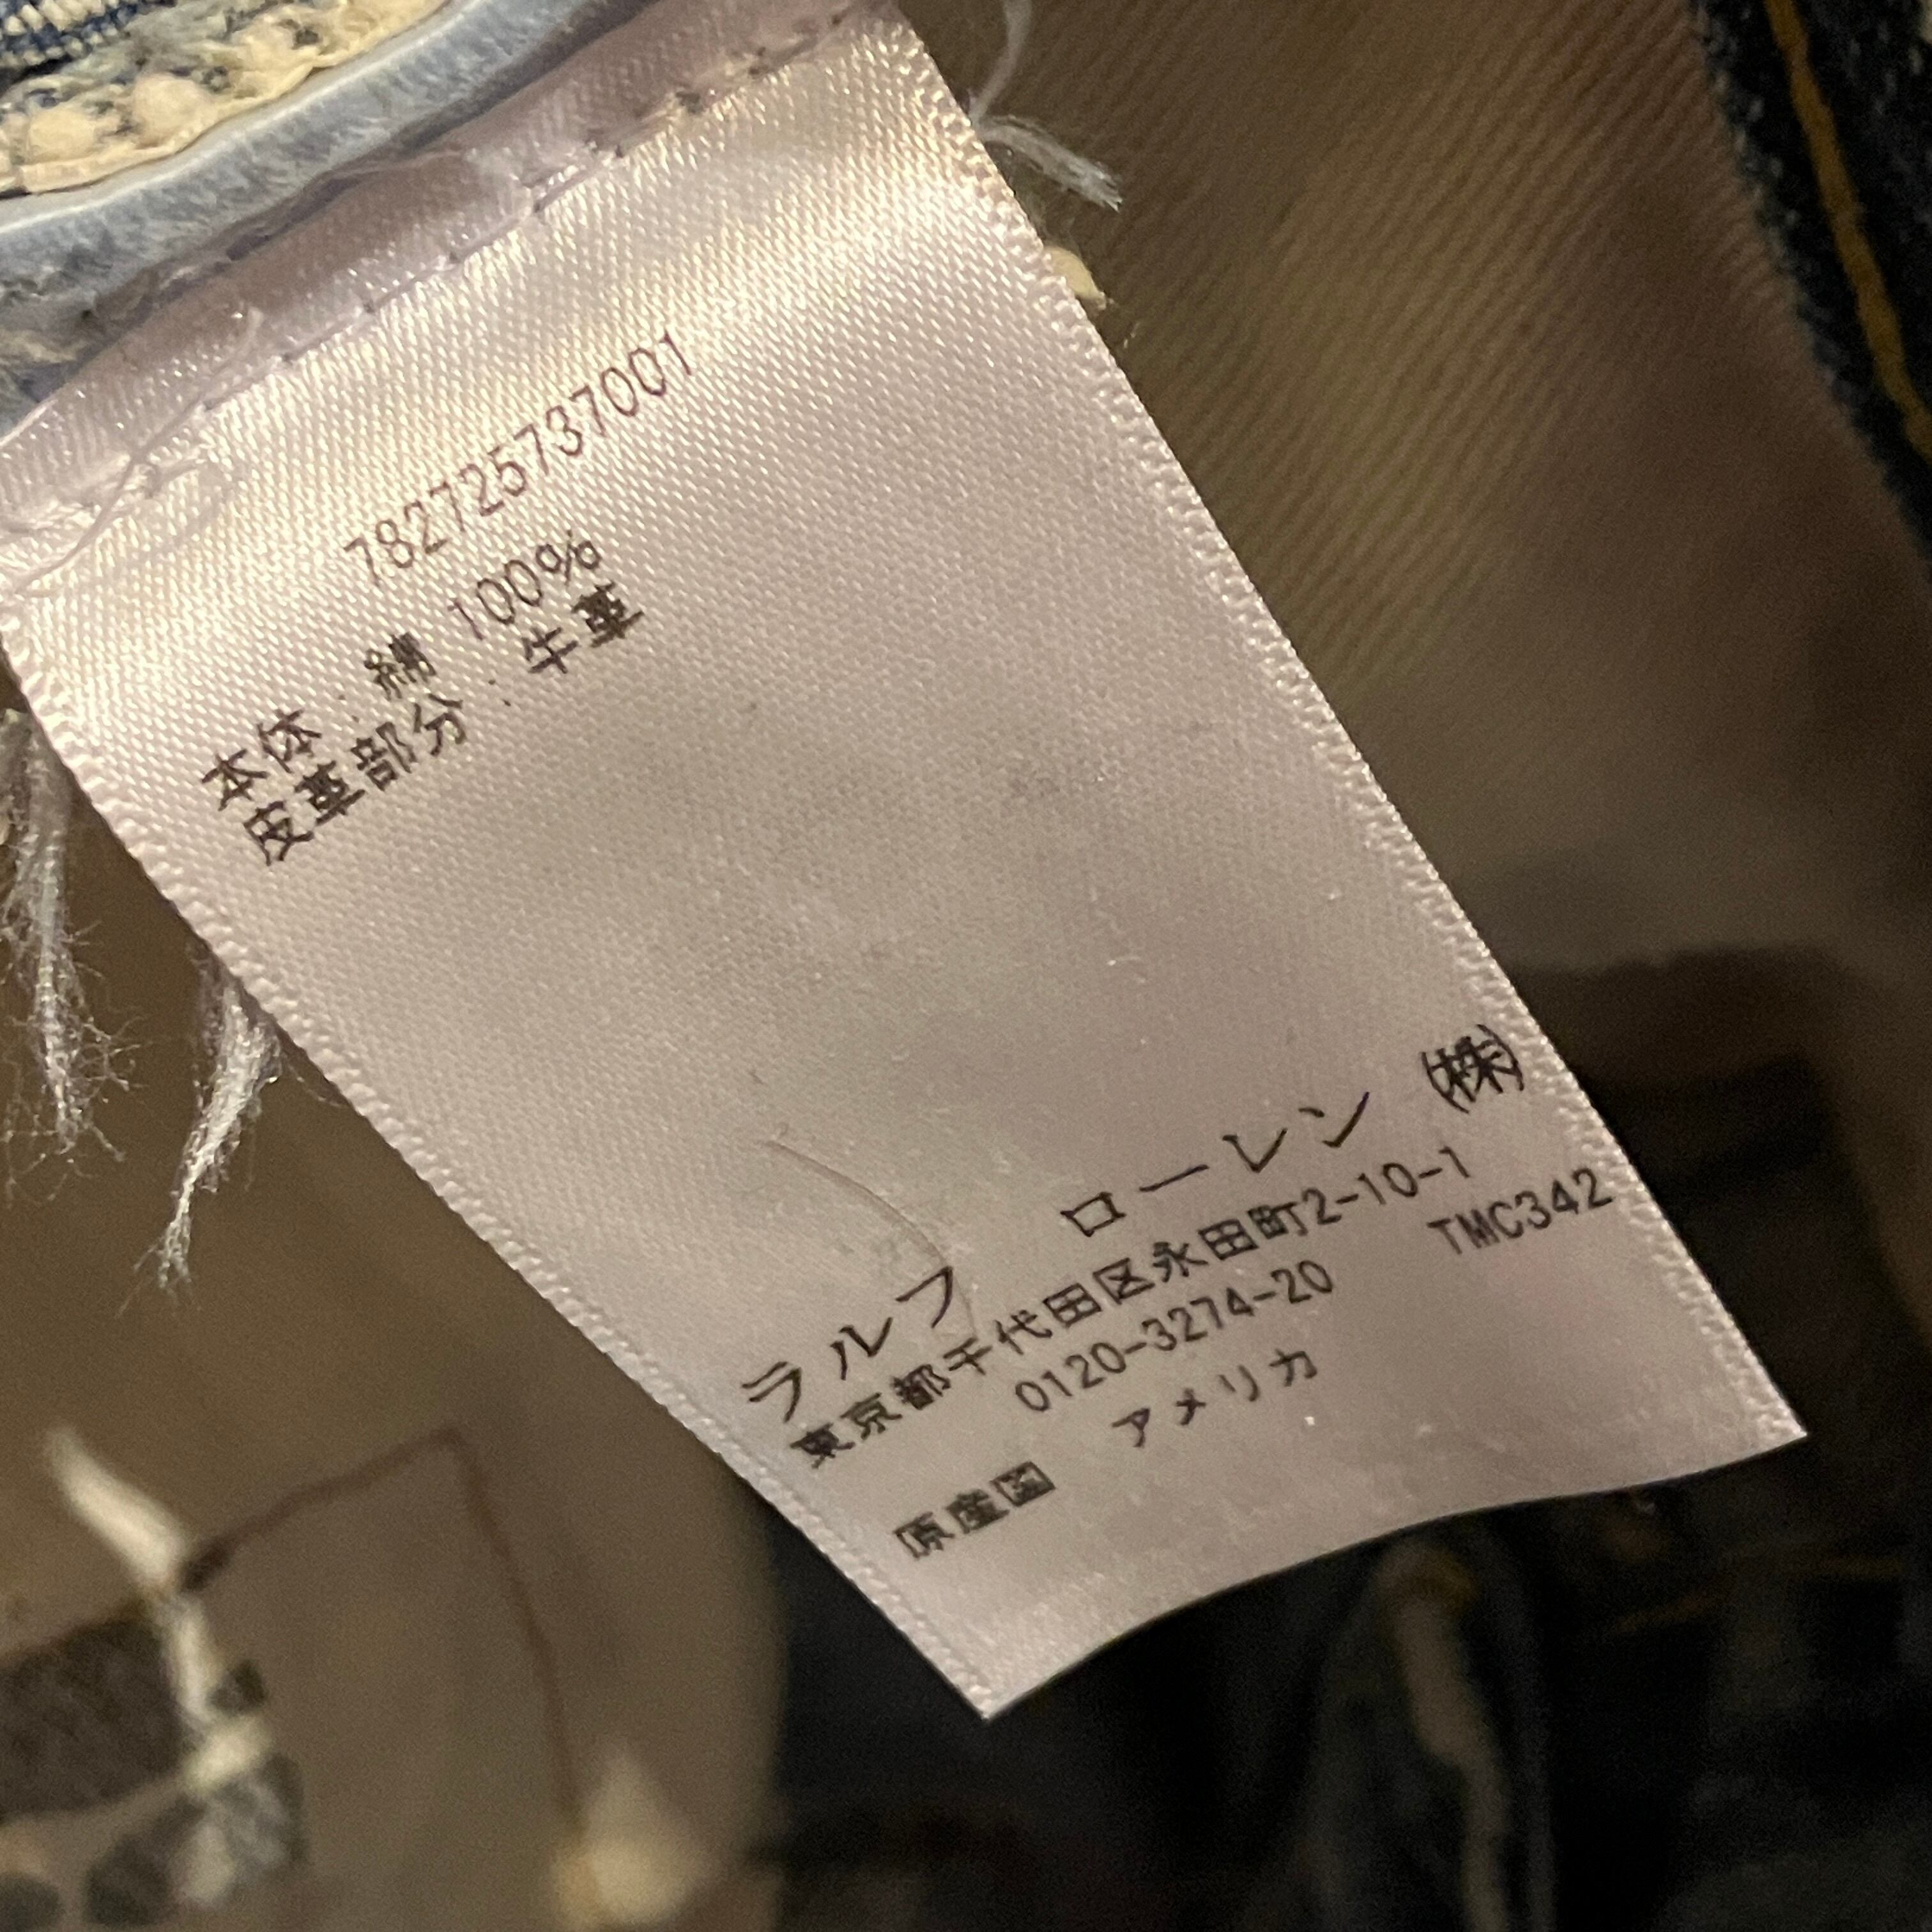 782725737001
本体：綿 100%
皮革部分：牛革
ラルフ ローレン ㈱
東京都千代田区永田町2-10-1
0120-3274-20 TMC342
原産国 アメリカ